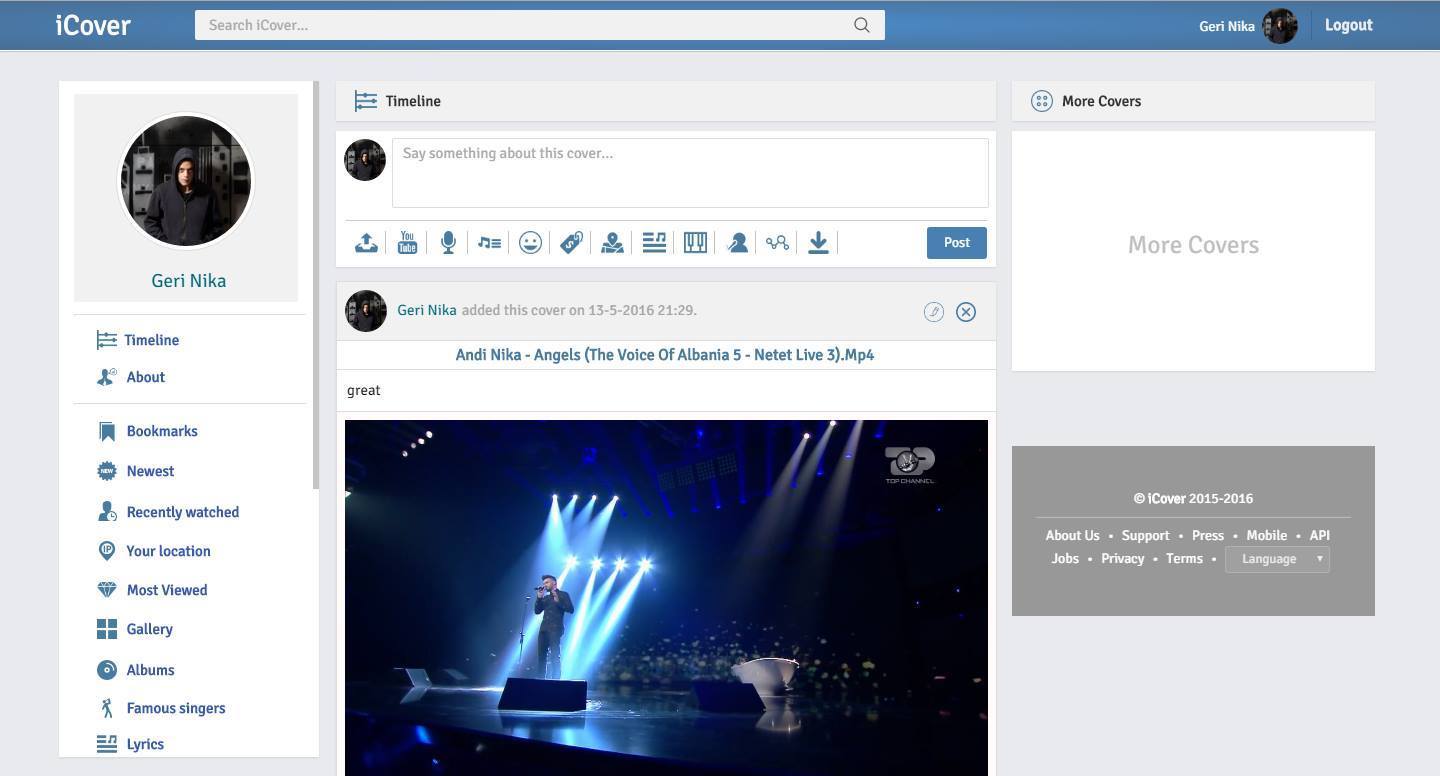 iCover
Search iCover...
Geri Nika
Logout
Geri Nika
Timeline
About
Bookmarks
NEW
Newest
Recently watched
IP
Your location
Most Viewed
Gallery
Albums
Famous singers
Lyrics
Timeline
Say something about this cover...
You
Tube
Post
Geri Nika added this cover on 13-5-2016 21:29.
Andi Nika - Angels (The Voice Of Albania 5 - Netet Live 3).Mp4
great
TOP
TOP CHANNEL
More Covers
More Covers
© iCover 2015-2016
About Us • Support • Press • Mobile • API
Jobs • Privacy • Terms • Language